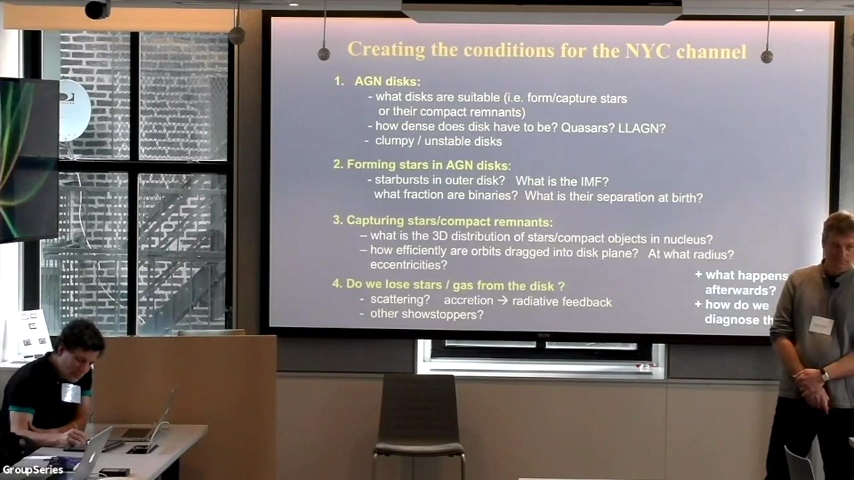 Creating the conditions for the NYC channel
1. AGN disks:
- what disks are suitable (i.e. form/capture stars
or their compact remnants)
- how dense does disk have to be? Quasars? LLAGN?
- clumpy / unstable disks
2. Forming stars in AGN disks:
- starbursts in outer disk? What is the IMF?
what fraction are binaries? What is their separation at birth?
3. Capturing stars/compact remnants:
– what is the 3D distribution of stars/compact objects in nucleus?
– how efficiently are orbits dragged into disk plane? At what radius?
eccentricities?
4. Do we lose stars / gas from the disk ?
- scattering? accretion → radiative feedback
- other showstoppers?
+ what happens
afterwards?
+ how do we
diagnose th
GroupSeries